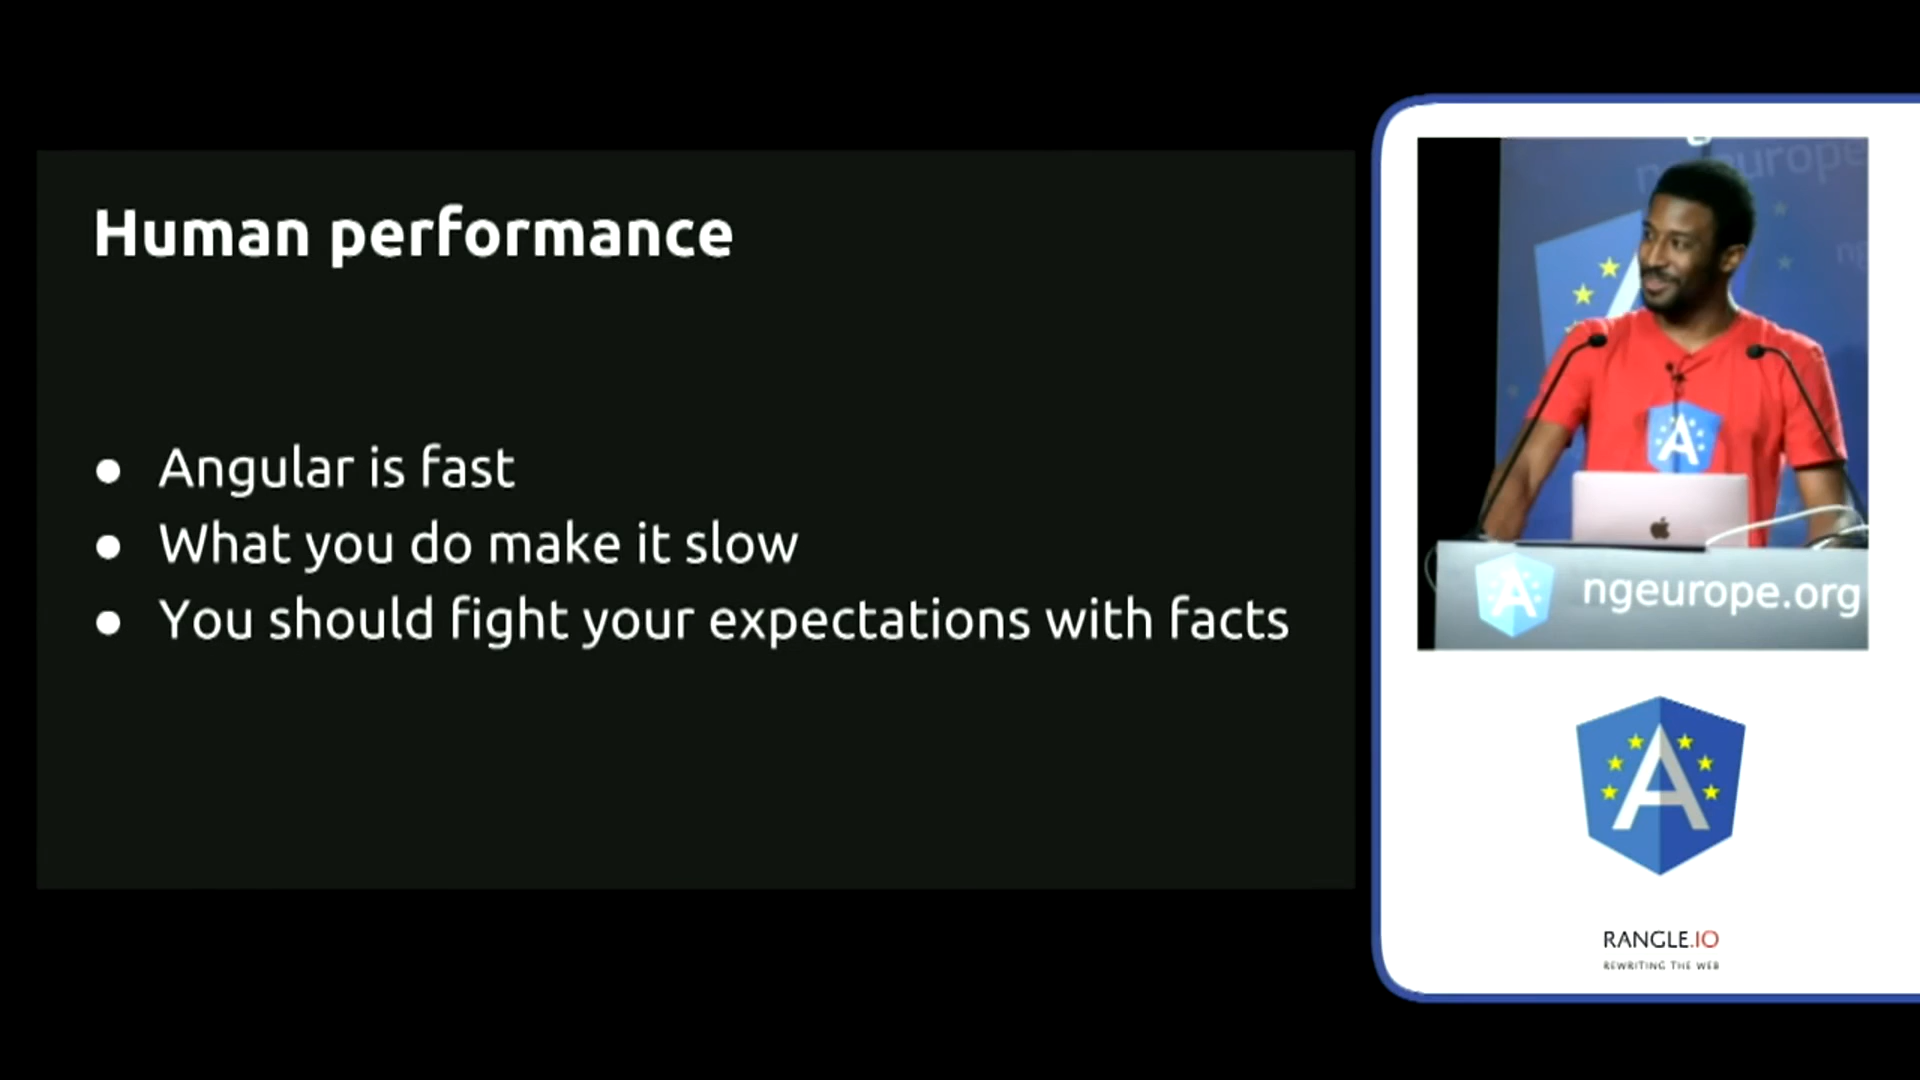 Human performance
Angular is fast
What you do make it slow
You should fight your expectations with facts
ngeurope
ngeurope.org
RANGLE.IO
REWRITING THE WEB